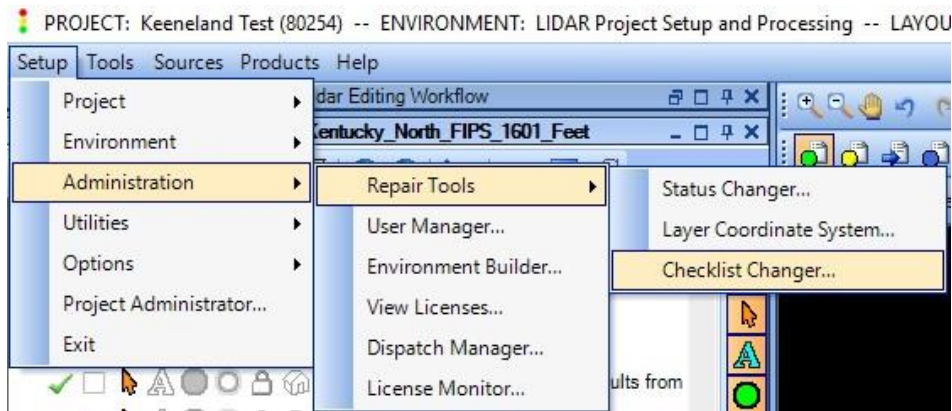 PROJECT: Keeneland Test (80254) -- ENVIRONMENT: LIDAR Project Setup and Processing -- LAYOU
Setup Tools Sources Products Help
dar Editing Workflow
Kentucky_North_FIPS_1601_Feet
Project
Environment
Administration
Utilities
Options
Project Administrator...
Exit
Repair Tools
User Manager...
Environment Builder...
View Licenses...
Dispatch Manager...
License Monitor...
Status Changer...
Layer Coordinate System...
Checklist Changer...
ults from